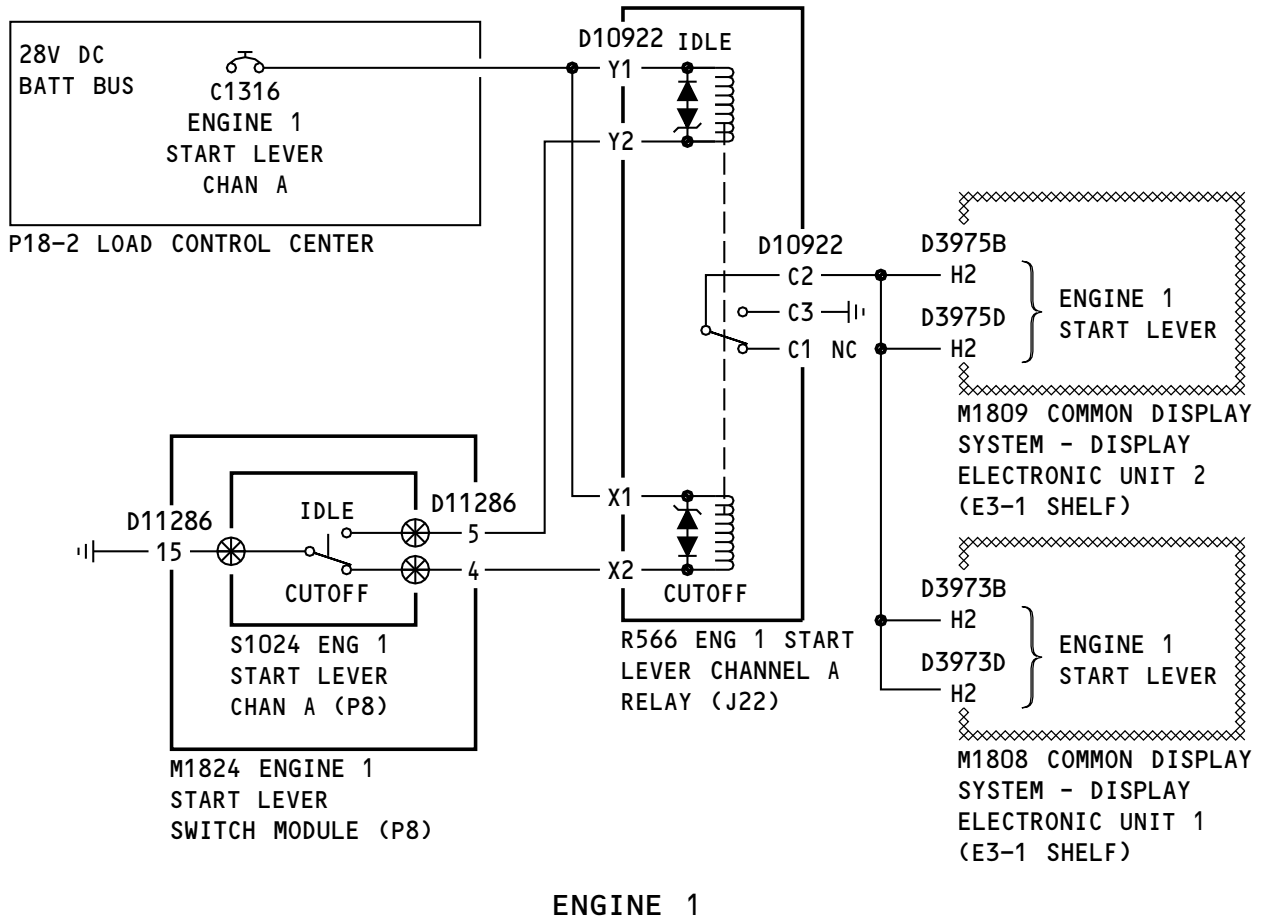 28V DC
BATT BUS
C1316
ENGINE 1
START LEVER
CHAN A
P18-2 LOAD CONTROL CENTER
D10922 IDLE
Y1
Y2
D10922
C2
C3
C1 NC
X1
X2
CUTOFF
R566 ENG 1 START
LEVER CHANNEL A
RELAY (J22)
D11286
15
IDLE
CUTOFF
D11286
5
4
S1024 ENG 1
START LEVER
CHAN A (P8)
M1824 ENGINE 1
START LEVER
SWITCH MODULE (P8)
D3975B
H2
D3975D
H2
ENGINE 1
START LEVER
M1809 COMMON DISPLAY
SYSTEM - DISPLAY
ELECTRONIC UNIT 2
(E3-1 SHELF)
D3973B
H2
D3973D
H2
ENGINE 1
START LEVER
M1808 COMMON DISPLAY
SYSTEM - DISPLAY
ELECTRONIC UNIT 1
(E3-1 SHELF)
ENGINE 1